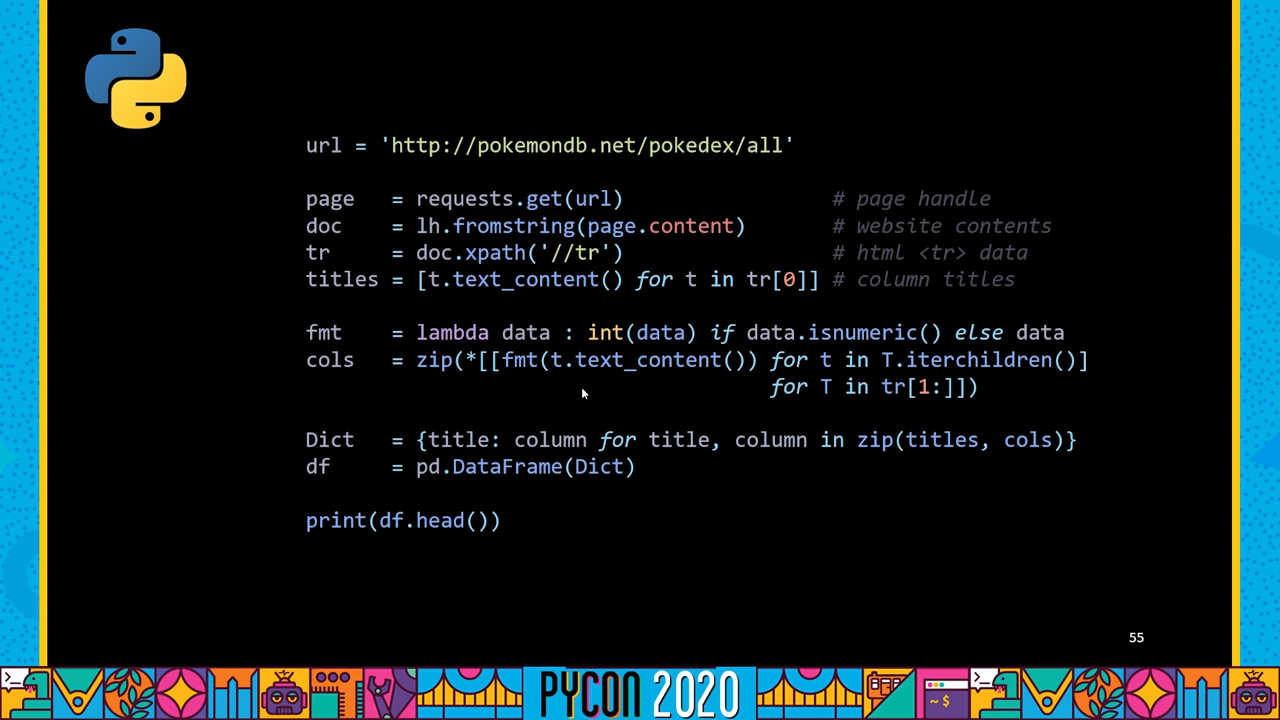 url = 'http://pokemondb.net/pokedex/all'
page   = requests.get(url)                 # page handle
doc    = lh.fromstring(page.content)       # website contents
tr     = doc.xpath('//tr')                 # html <tr> data
titles = [t.text_content() for t in tr[0]] # column titles
fmt    = lambda data : int(data) if data.isnumeric() else data
cols   = zip(*[[fmt(t.text_content()) for t in T.iterchildren()]
                                      for T in tr[1:]])
Dict   = {title: column for title, column in zip(titles, cols)}
df     = pd.DataFrame(Dict)
print(df.head())
55
PYCON 2020
~$